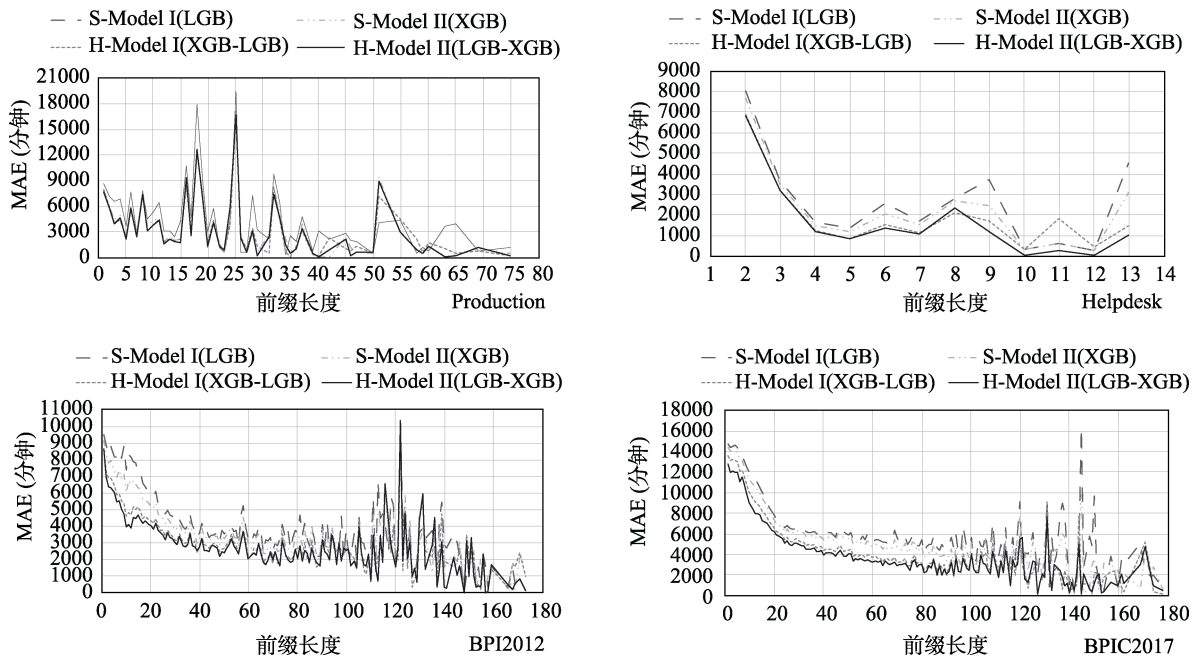 S-Model I(LGB) S-Model II(XGB)
H-Model I(XGB-LGB) H-Model II(LGB-XGB)
21000
18000
15000
12000
9000
6000
3000
0
MAE (分钟)
0 5 10 15 20 25 30 35 40 45 50 55 60 65 70 75 80
前缀长度 Production
S-Model I(LGB) S-Model II(XGB)
H-Model I(XGB-LGB) H-Model II(LGB-XGB)
9000
8000
7000
6000
5000
4000
3000
2000
1000
0
MAE (分钟)
1 2 3 4 5 6 7 8 9 10 11 12 13 14
前缀长度 Helpdesk
S-Model I(LGB) S-Model II(XGB)
H-Model I(XGB-LGB) H-Model II(LGB-XGB)
11000
10000
9000
8000
7000
6000
5000
4000
3000
2000
1000
0
MAE (分钟)
0 20 40 60 80 100 120 140 160 180
前缀长度 BPI2012
S-Model I(LGB) S-Model II(XGB)
H-Model I(XGB-LGB) H-Model II(LGB-XGB)
18000
16000
14000
12000
10000
8000
6000
4000
2000
0
MAE (分钟)
0 20 40 60 80 100 120 140 160 180
前缀长度 BPIC2017